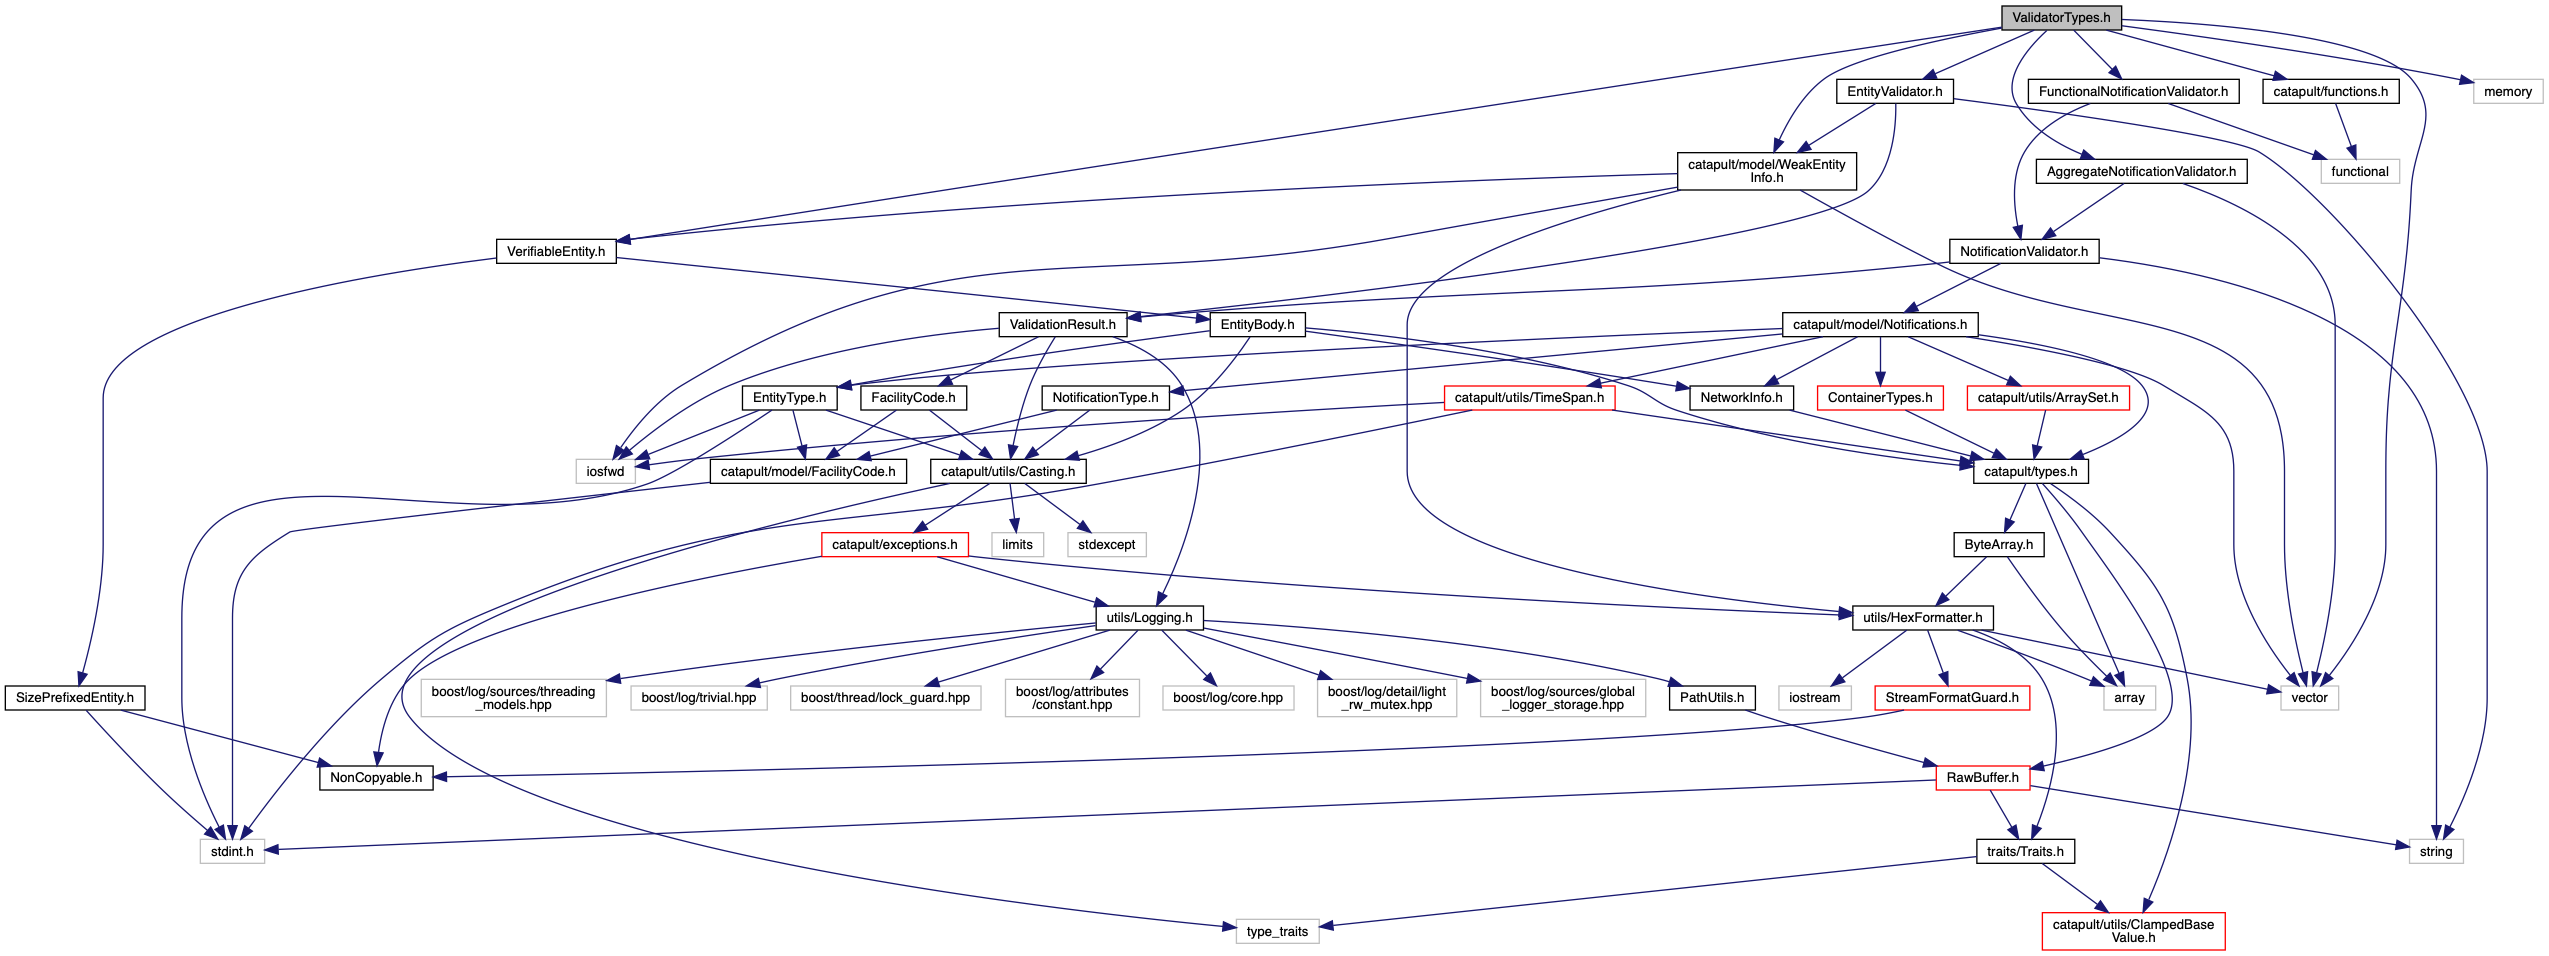 ValidatorTypes.h
EntityValidator.h
FunctionalNotificationValidator.h
catapult/functions.h
memory
catapult/model/WeakEntity
Info.h
AggregateNotificationValidator.h
functional
VerifiableEntity.h
NotificationValidator.h
ValidationResult.h
EntityBody.h
catapult/model/Notifications.h
EntityType.h
FacilityCode.h
NotificationType.h
catapult/utils/TimeSpan.h
NetworkInfo.h
ContainerTypes.h
catapult/utils/ArraySet.h
iosfwd
catapult/model/FacilityCode.h
catapult/utils/Casting.h
catapult/types.h
catapult/exceptions.h
limits
stdexcept
ByteArray.h
utils/Logging.h
utils/HexFormatter.h
SizePrefixedEntity.h
boost/log/sources/threading
_models.hpp
boost/log/trivial.hpp
boost/thread/lock_guard.hpp
boost/log/attributes
/constant.hpp
boost/log/core.hpp
boost/log/detail/light
_rw_mutex.hpp
boost/log/sources/global
_logger_storage.hpp
PathUtils.h
iostream
StreamFormatGuard.h
array
vector
NonCopyable.h
RawBuffer.h
stdint.h
traits/Traits.h
string
type_traits
catapult/utils/ClampedBase
Value.h